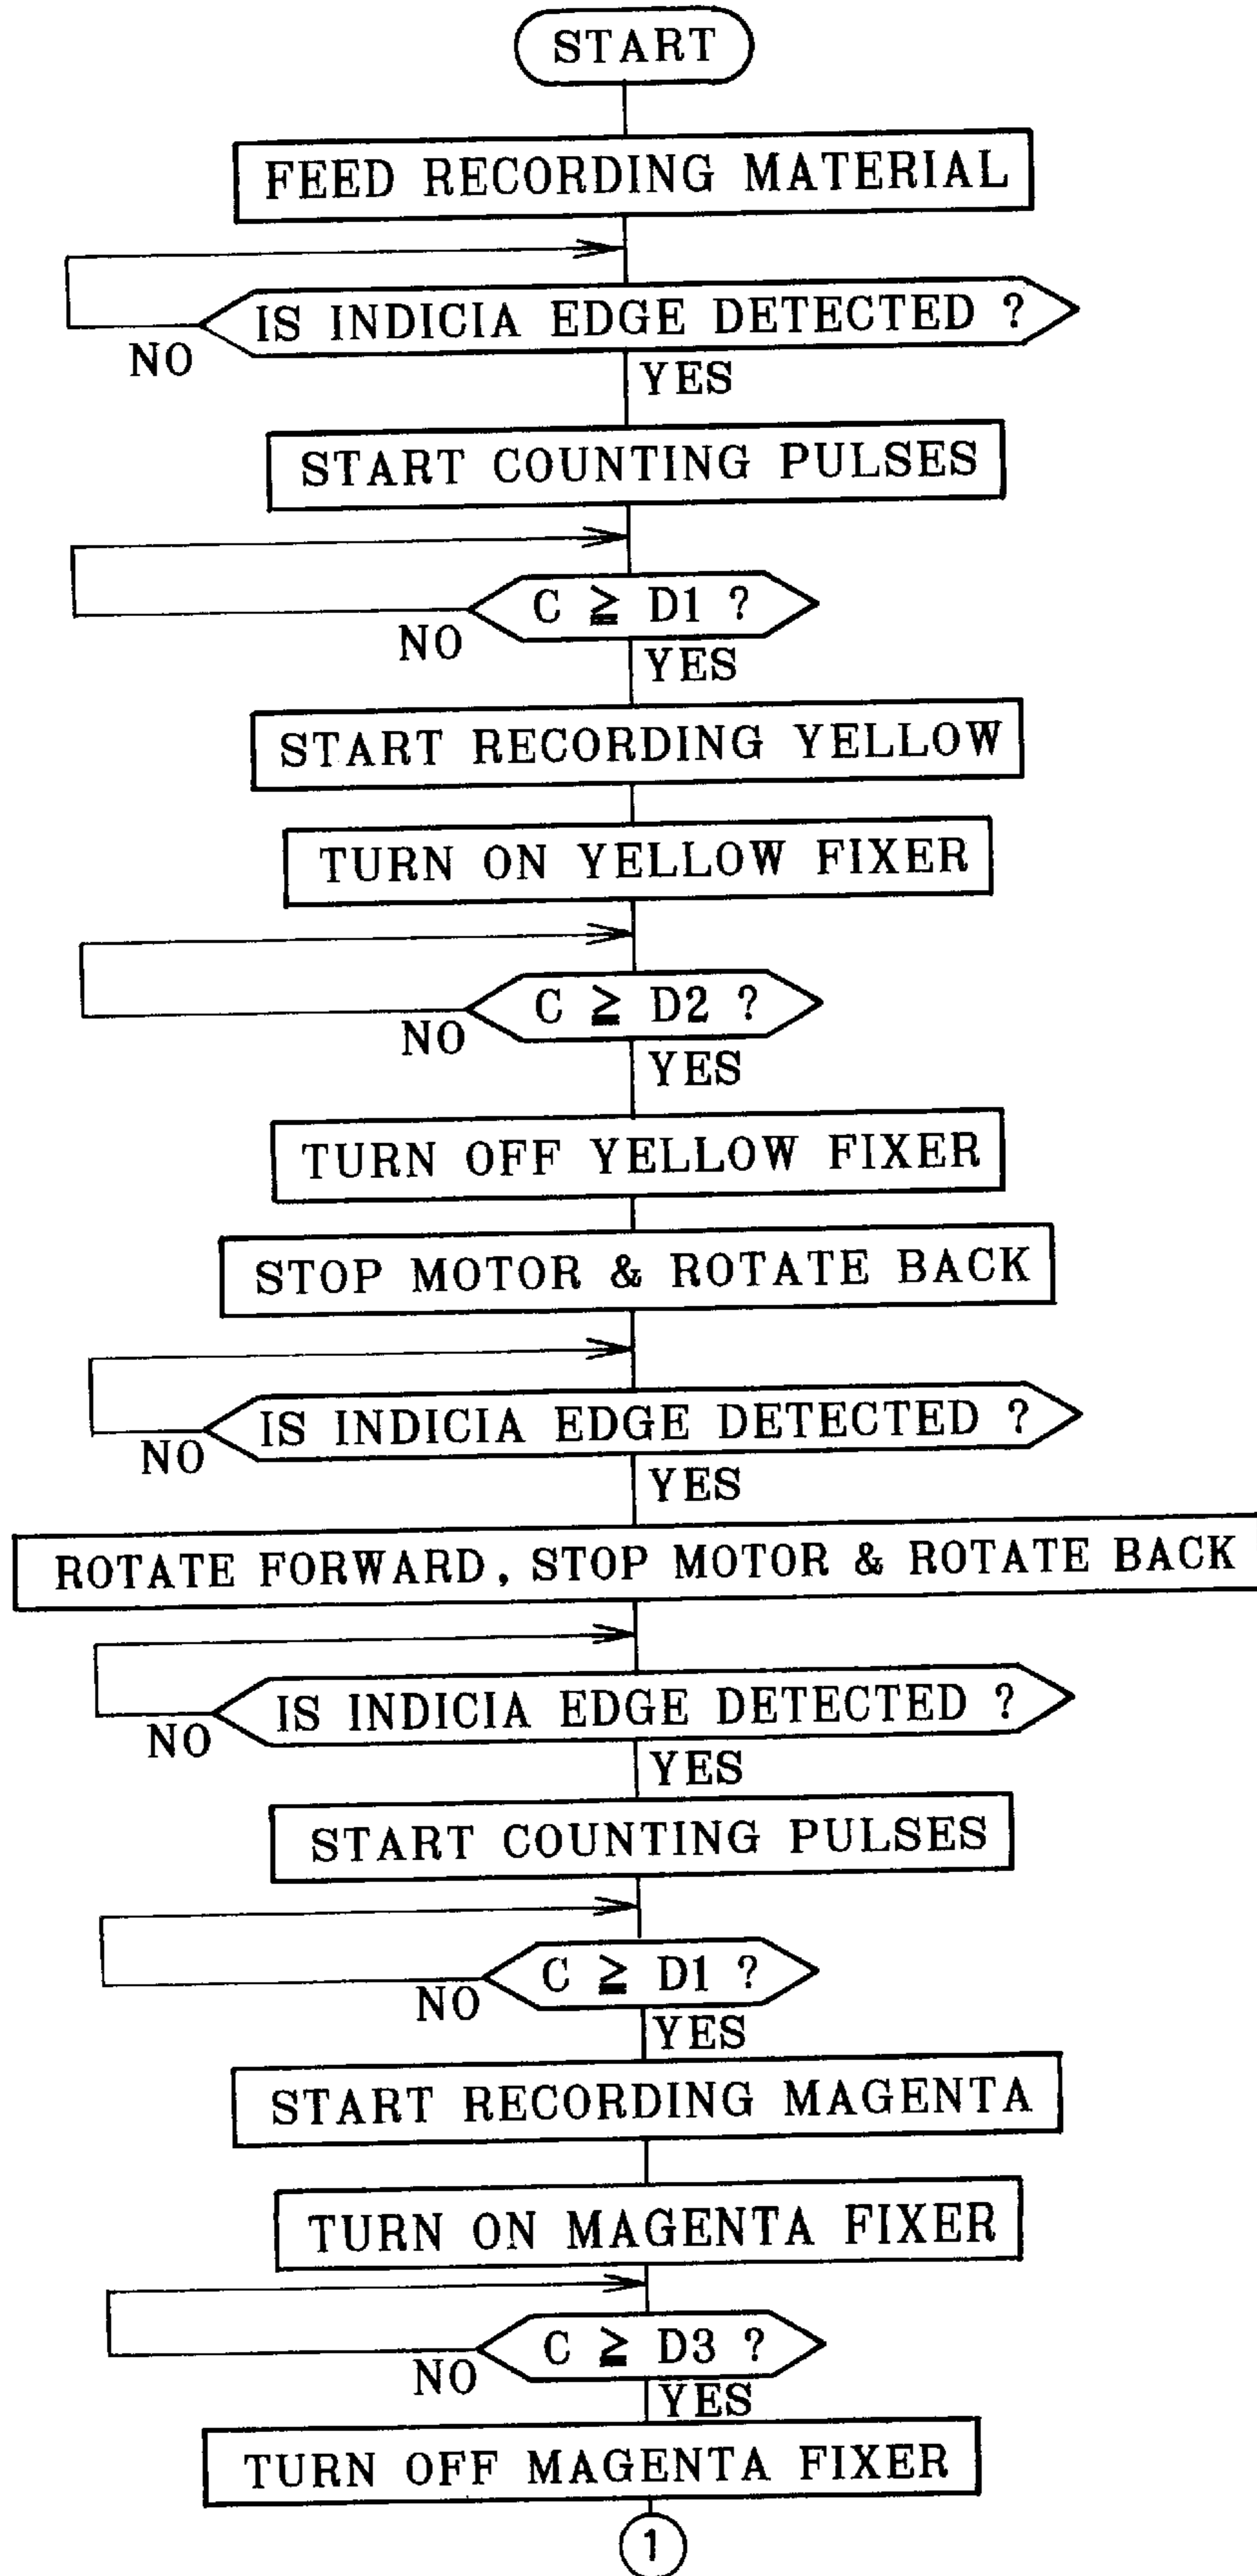 START
FEED RECORDING MATERIAL
IS INDICIA EDGE DETECTED ?
NO
YES
START COUNTING PULSES
C ≧ D1 ?
NO
YES
START RECORDING YELLOW
TURN ON YELLOW FIXER
C ≧ D2 ?
NO
YES
TURN OFF YELLOW FIXER
STOP MOTOR & ROTATE BACK
IS INDICIA EDGE DETECTED ?
NO
YES
ROTATE FORWARD, STOP MOTOR & ROTATE BACK
IS INDICIA EDGE DETECTED ?
NO
YES
START COUNTING PULSES
C ≧ D1 ?
NO
YES
START RECORDING MAGENTA
TURN ON MAGENTA FIXER
C ≧ D3 ?
NO
YES
TURN OFF MAGENTA FIXER
1